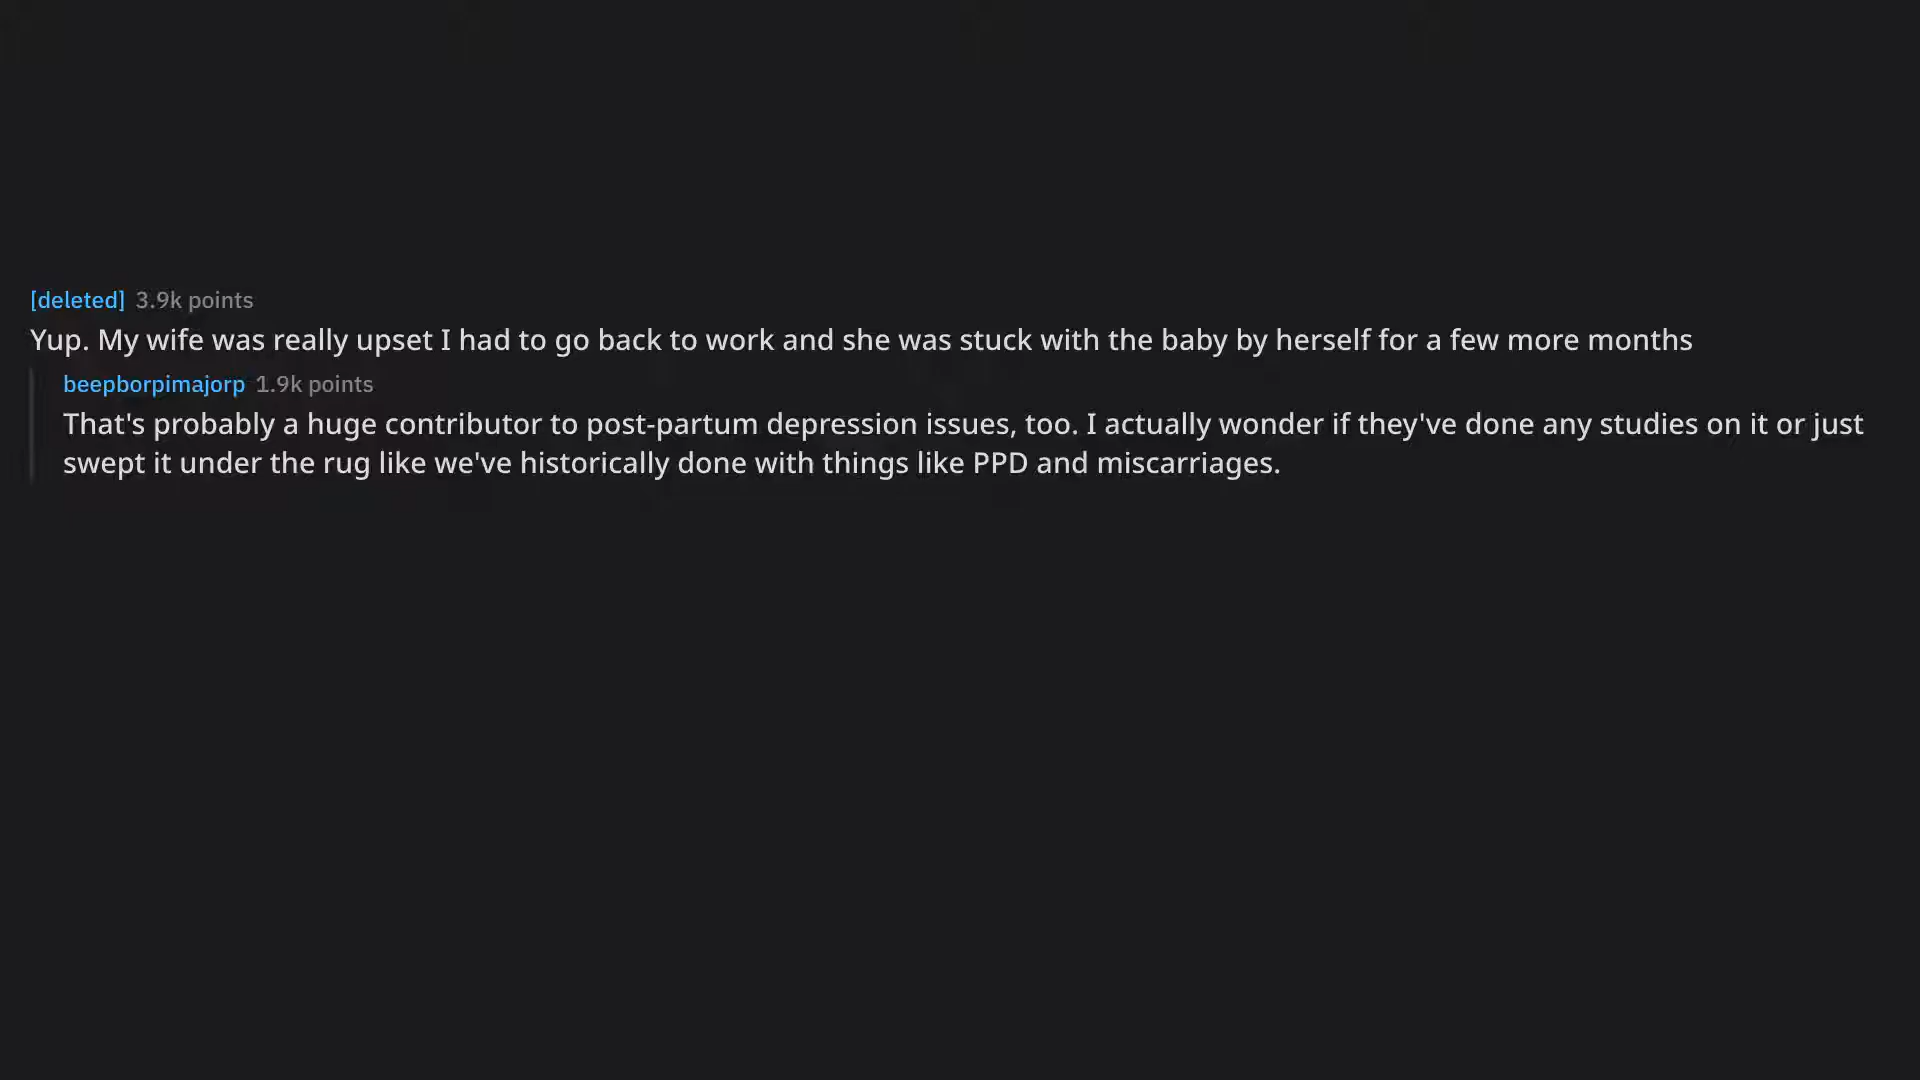 [deleted] 3.9k points
Yup. My wife was really upset I had to go back to work and she was stuck with the baby by herself for a few more months
beepborpimajorp 1.9k points
That's probably a huge contributor to post-partum depression issues, too. I actually wonder if they've done any studies on it or just
swept it under the rug like we've historically done with things like PPD and miscarriages.